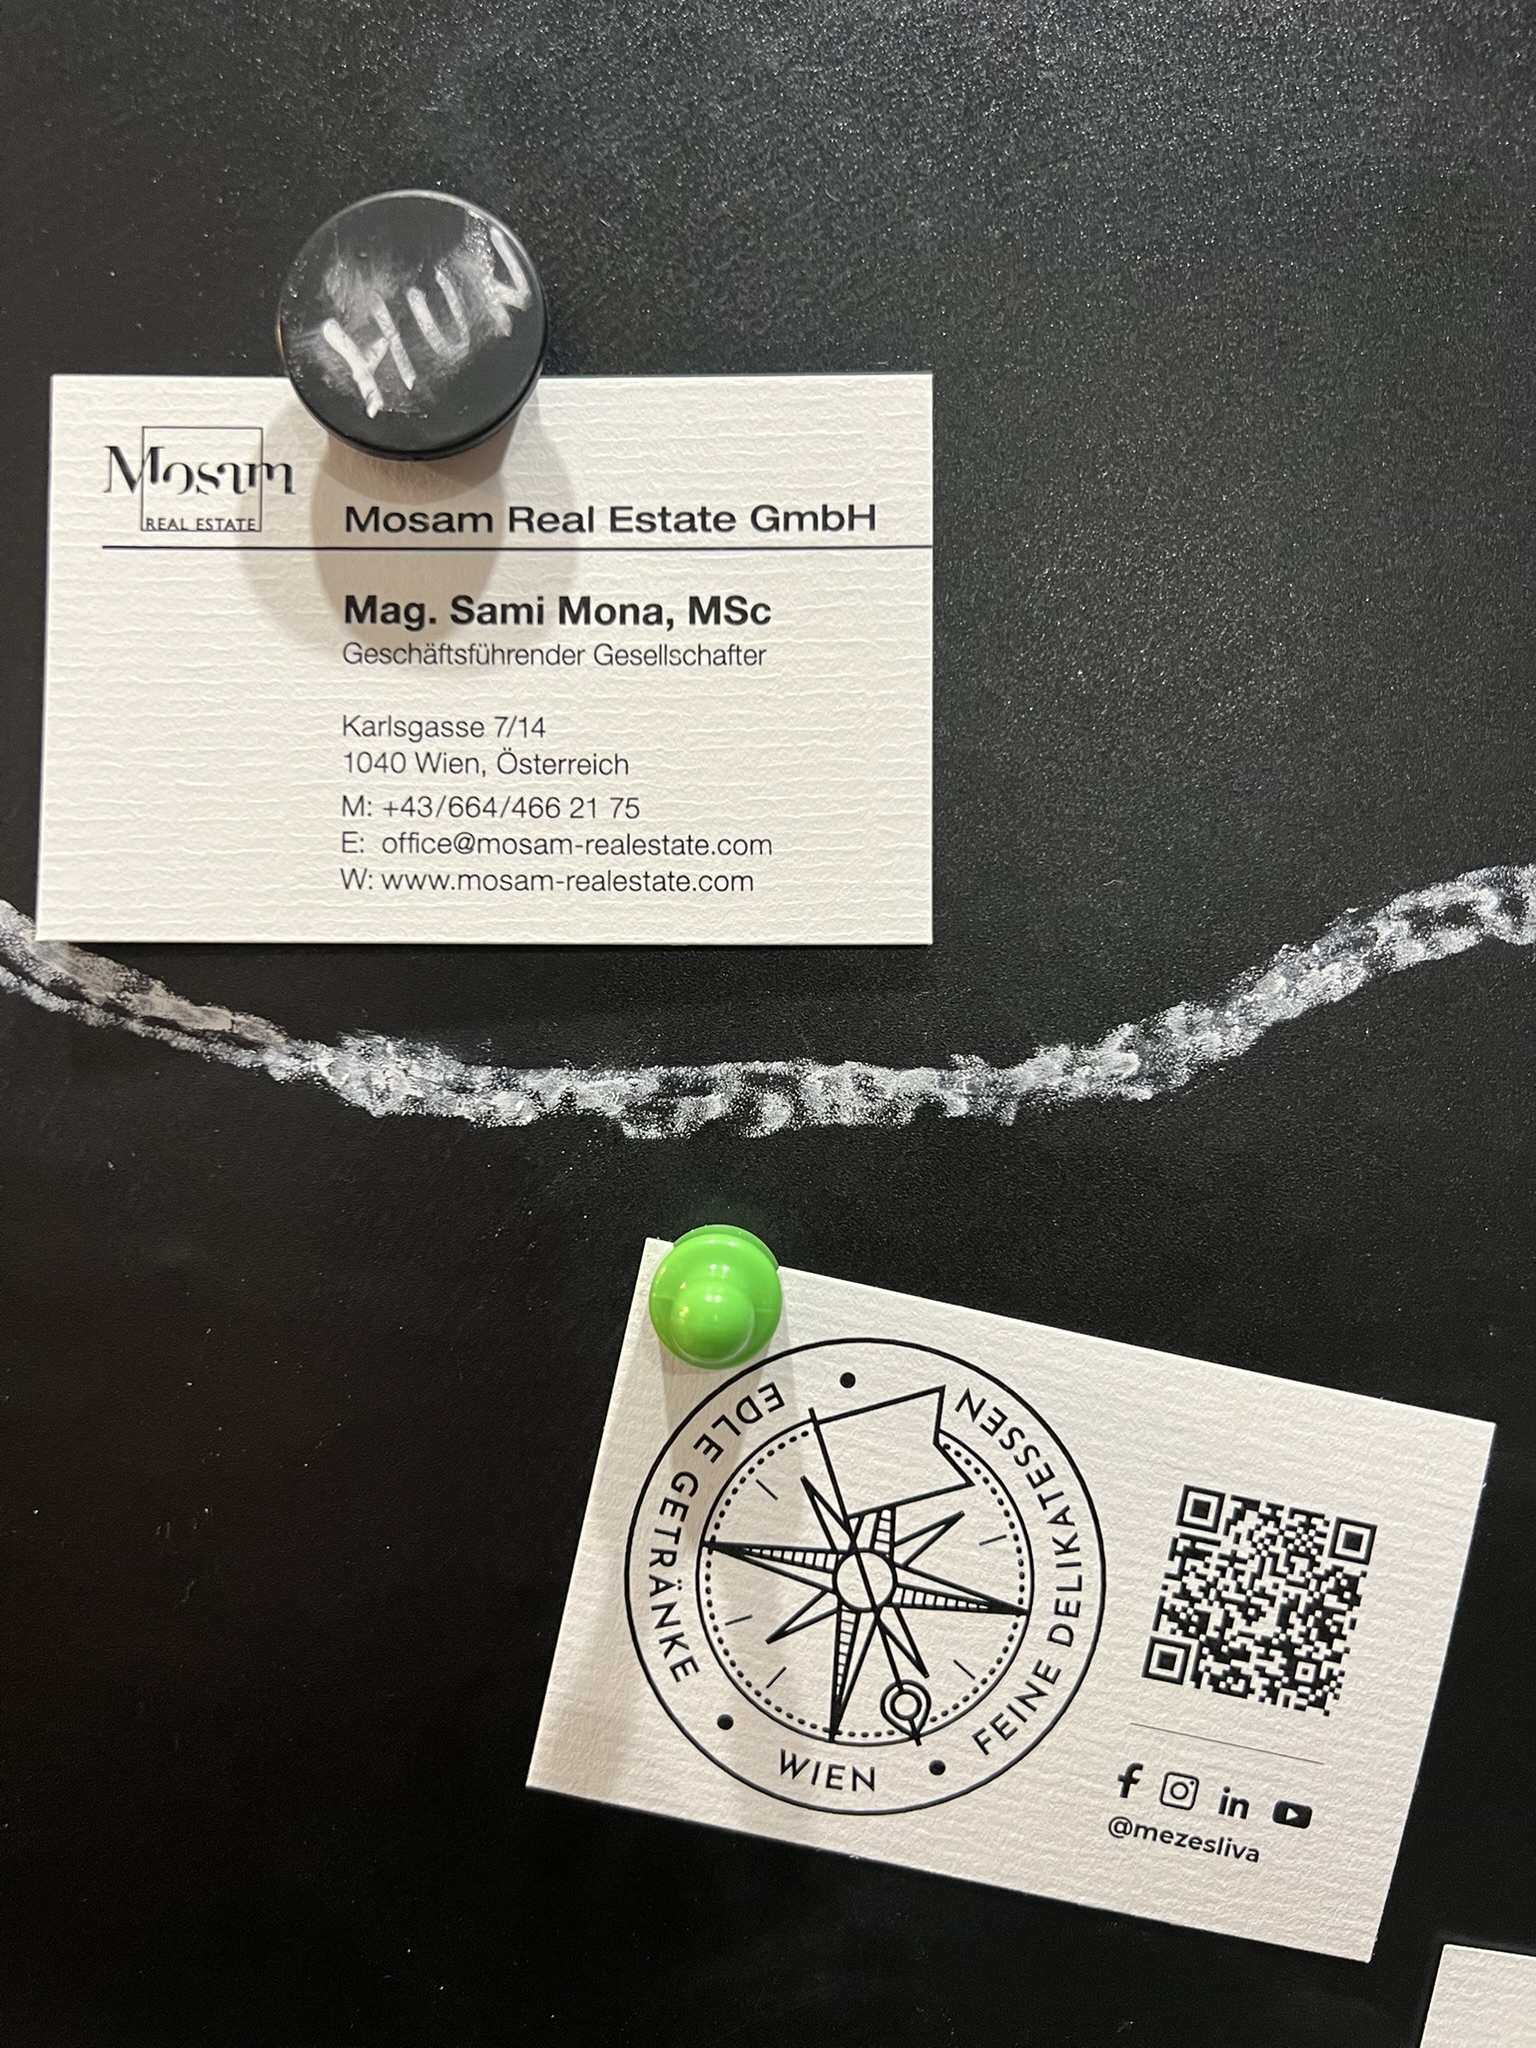 HUN
Mosam
REAL ESTATE
Mosam Real Estate GmbH
Mag. Sami Mona, MSc
Geschäftsführender Gesellschafter
Karlsgasse 7/14
1040 Wien, Österreich
M: +43/664/466 21 75
E: office@mosam-realestate.com
W: www.mosam-realestate.com
EDLE GETRÄNKE
FEINE DELIKATESSEN
WIEN
f in
@mezesliva